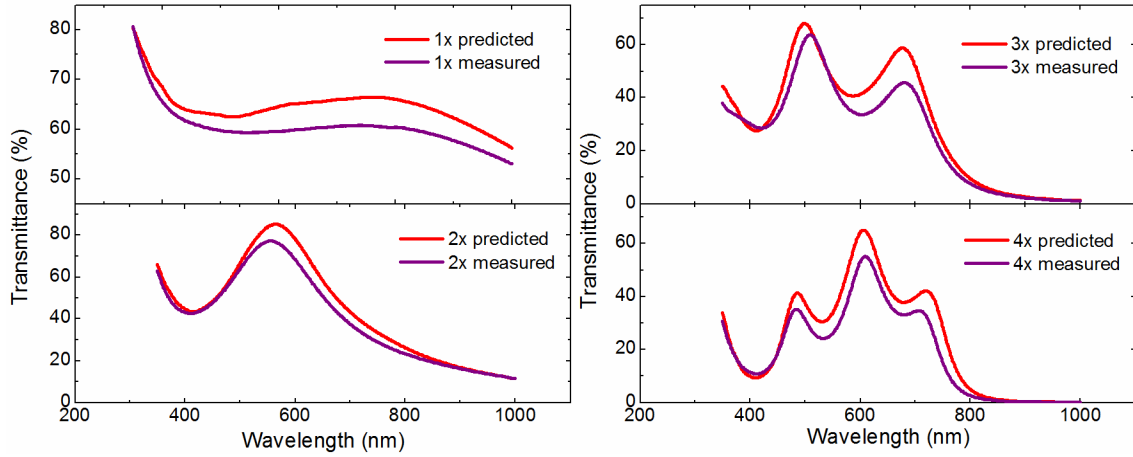 80
70
60
50
1x predicted
1x measured
80
60
40
20
0
2x predicted
2x measured
200
400
600
800
1000
Wavelength (nm)
Transmittance (%)
60
40
20
0
3x predicted
3x measured
60
40
20
0
4x predicted
4x measured
200
400
600
800
1000
Wavelength (nm)
Transmittance (%)